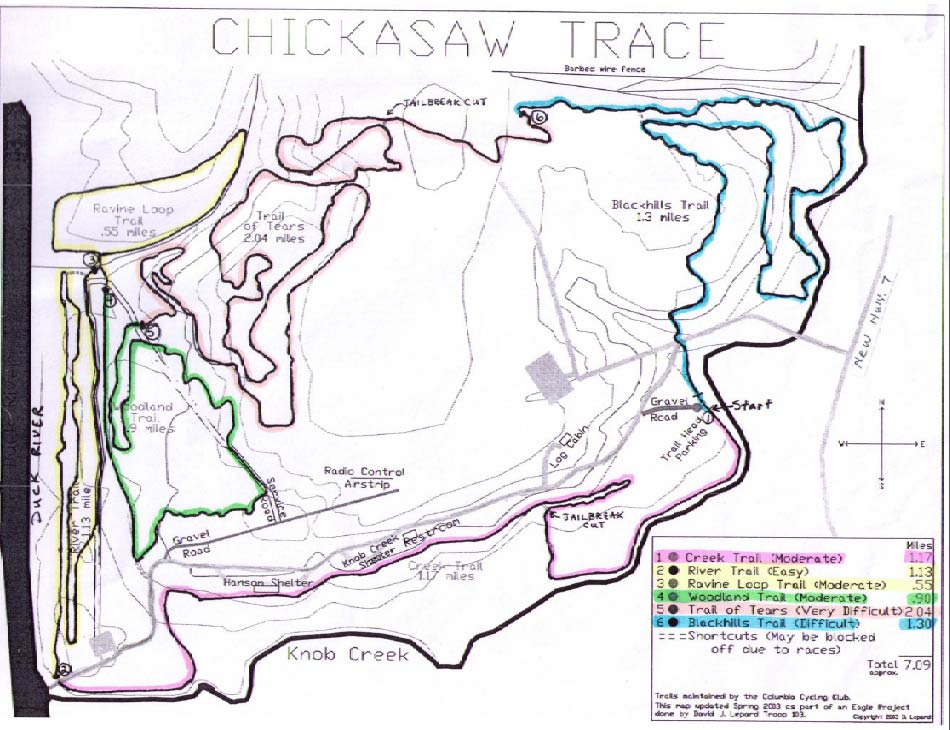 CHICKASAW TRACE
Barbed wire fence
JAILBREAK CUT
6
Ravine Loop
Trail
.55 miles
Trail
of Tears
2.04 miles
Blackhills Trail
1.3 miles
3
4
5
NEW HWY. 7
Woodland
Trail
.9 miles
DUCK RIVER
River Trail
1.13 miles
Gravel
Road
Start
1
Trail Head
Parking
W
E
Log Cabin
Radio Control
Airstrip
Service
Road
JAILBREAK
CUT
Gravel
Road
Knob Creek
Shelter Restroom
Creek Trail
1.17 miles
Hanson Shelter
Knob Creek
2
Miles
1 Creek Trail (Moderate) 1.17
2 River Trail (Easy) 1.13
3 Ravine Loop Trail (Moderate) .55
4 Woodland Trail (Moderate) .90
5 Trail of Tears (Very Difficult) 2.04
6 Blackhills Trail (Difficult) 1.30
===Shortcuts (May be blocked
off due to races)
Total 7.09
approx.
Trails maintained by the Columbia Cycling Club.
This map updated Spring 2003 as part of an Eagle Project
done by David J. Lepard Troop 103.
Copyright 2003 D. Lepard